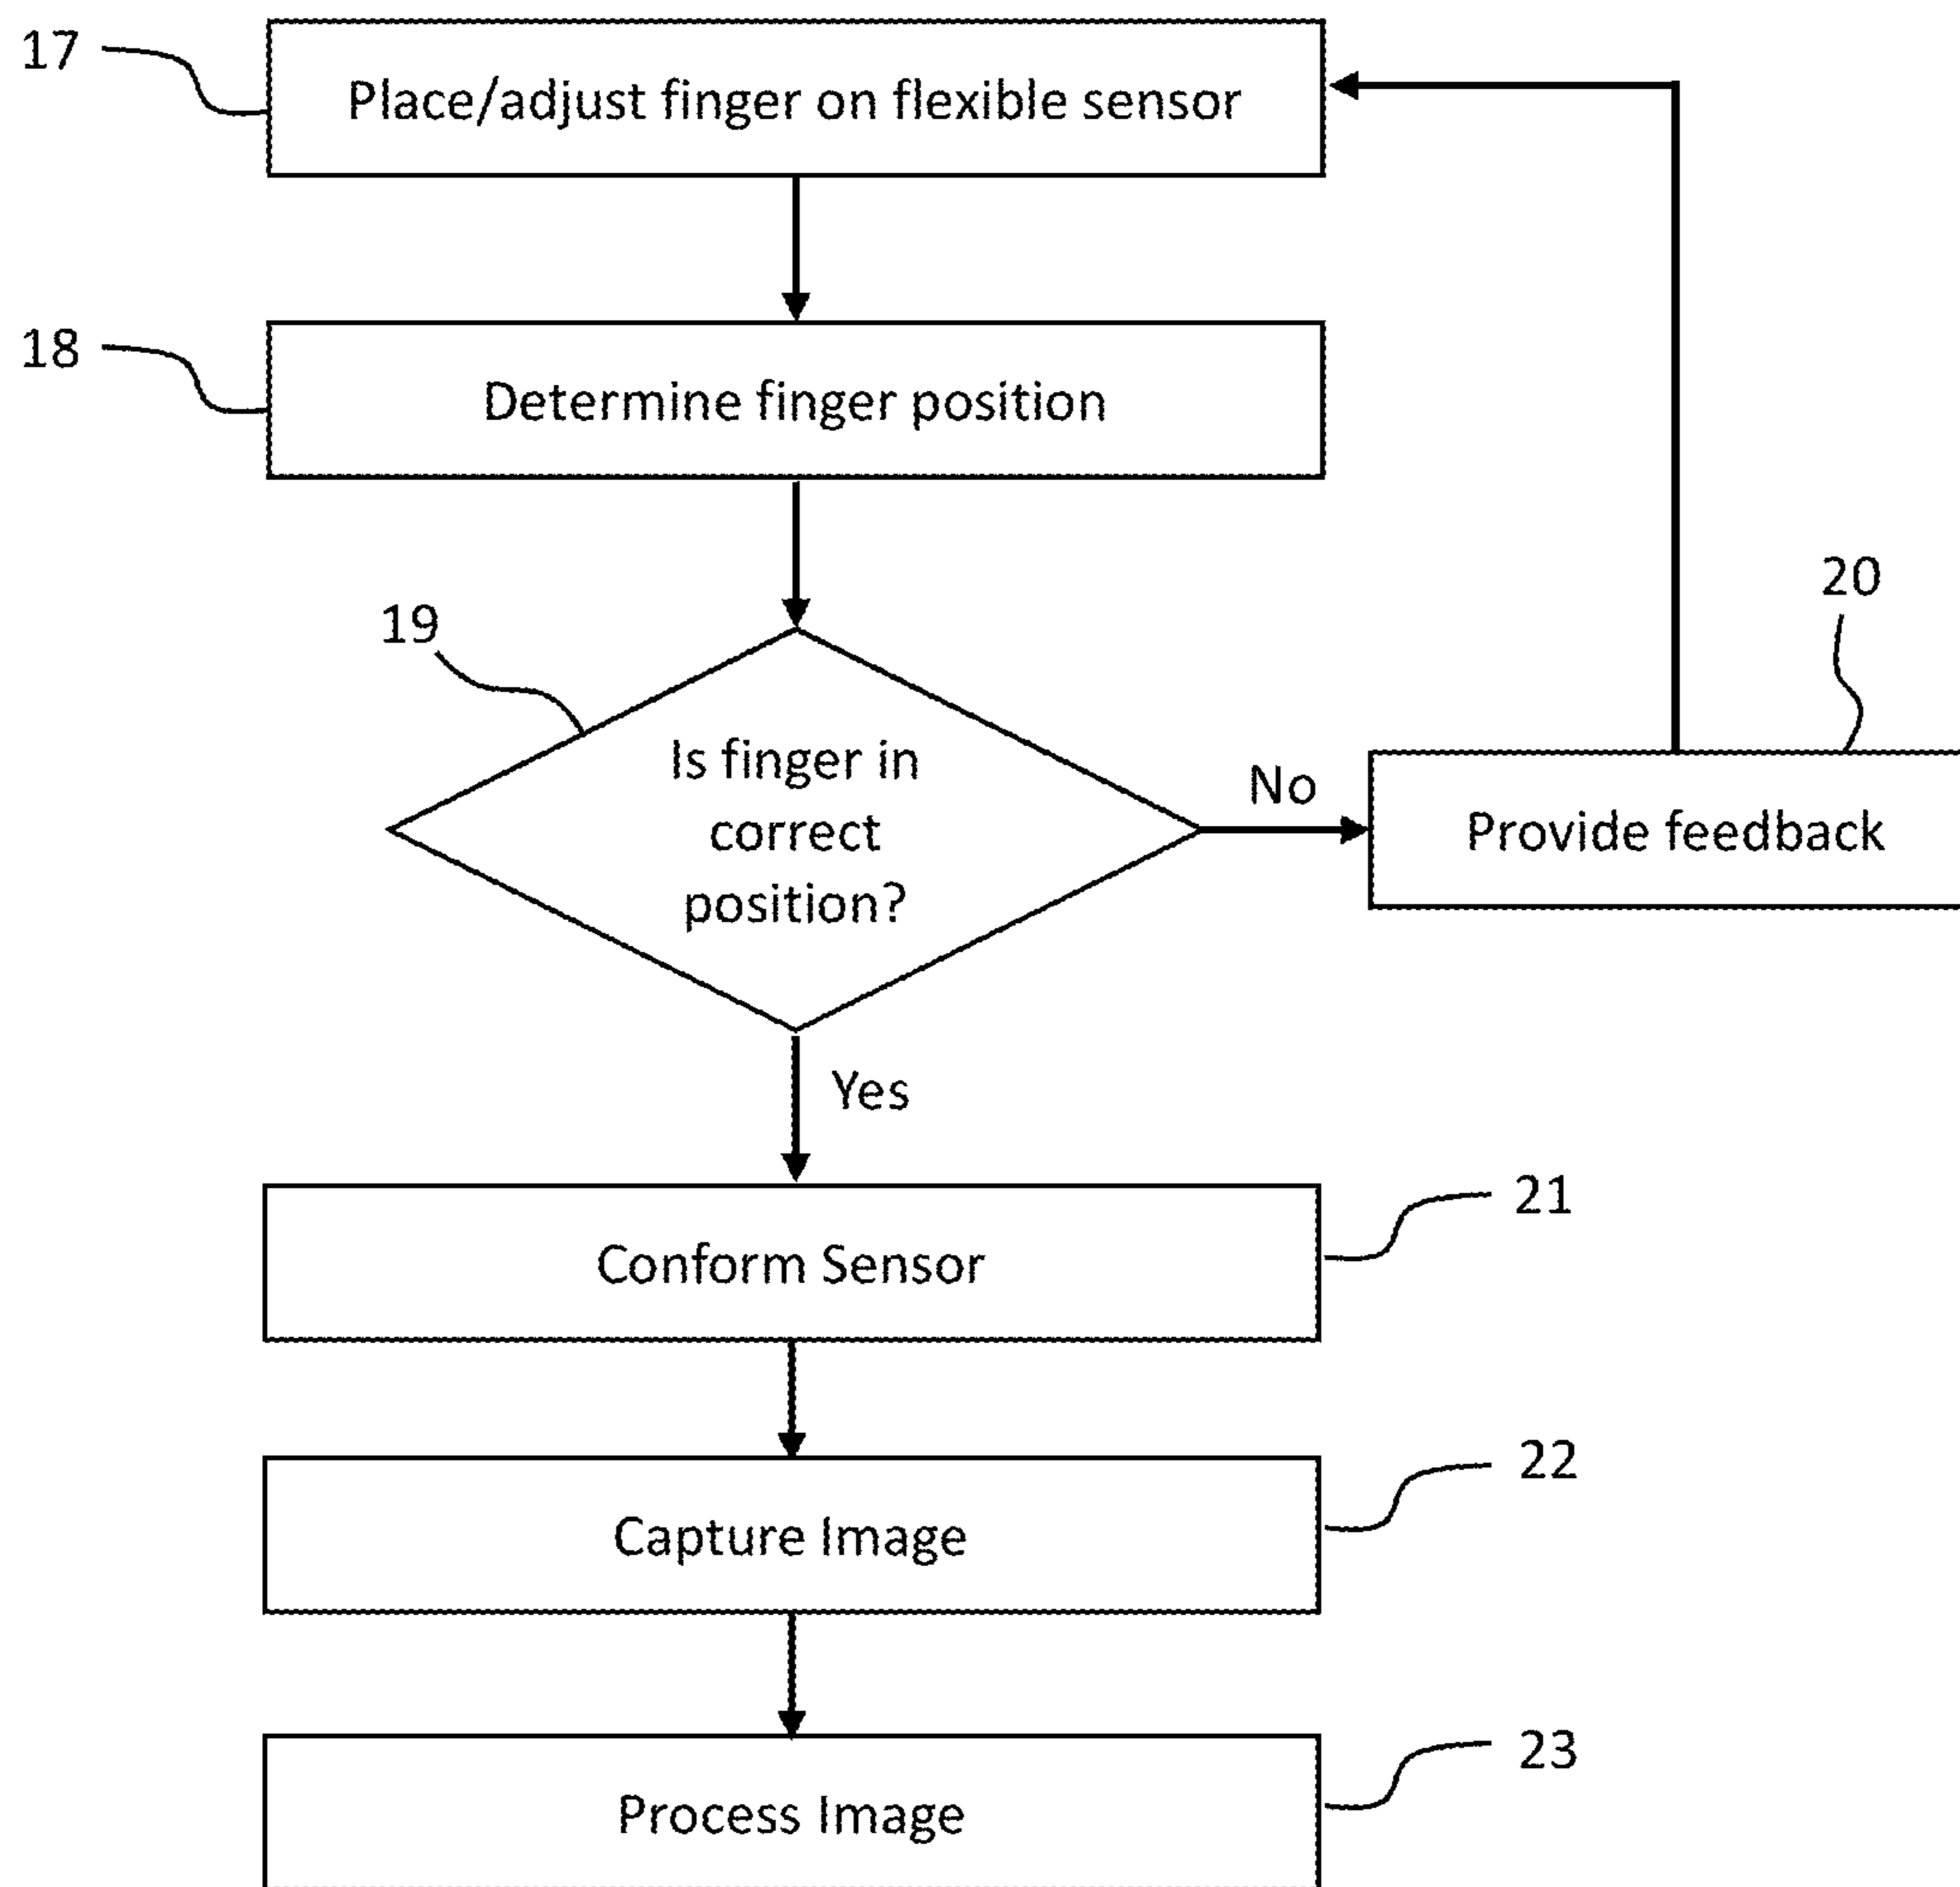 17
Place/adjust finger on flexible sensor
18
Determine finger position
19
Is finger in
correct
position?
No
20
Provide feedback
Yes
Conform Sensor
21
Capture Image
22
Process Image
23